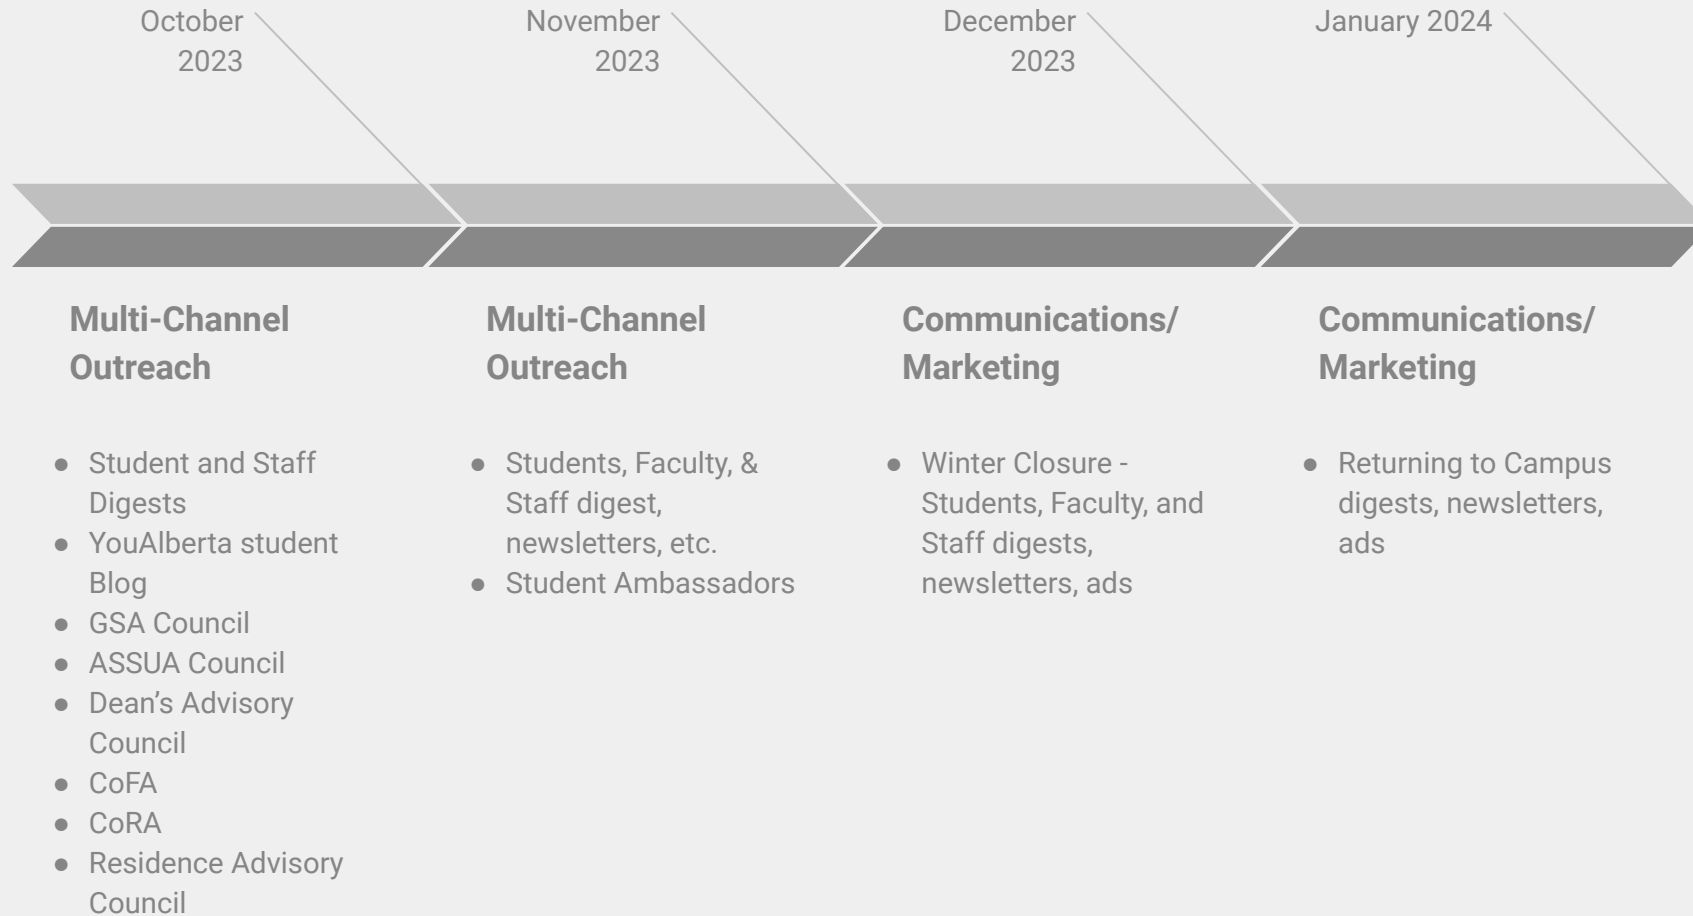 October
2023
November
2023
December
2023
January 2024
Multi-Channel
Outreach
● Student and Staff
Digests
● YouAlberta student
Blog
● GSA Council
● ASSUA Council
● Dean’s Advisory
Council
● CoFA
● CoRA
● Residence Advisory
Council
Multi-Channel
Outreach
● Students, Faculty, &
Staff digest,
newsletters, etc.
● Student Ambassadors
Communications/
Marketing
● Winter Closure -
Students, Faculty, and
Staff digests,
newsletters, ads
Communications/
Marketing
● Returning to Campus
digests, newsletters,
ads